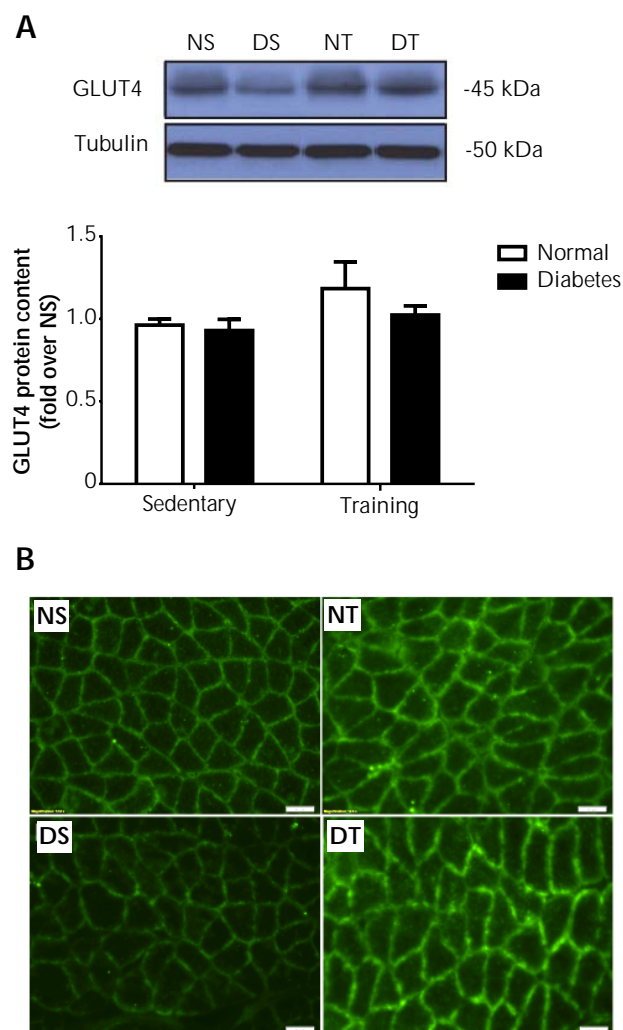 A
NS DS NT DT
GLUT4 -45 kDa
Tubulin -50 kDa
GLUT4 protein content
(fold over NS)
1.5
1.0
0.5
0
Normal
Diabetes
Sedentary Training
B
NS NT
DS DT